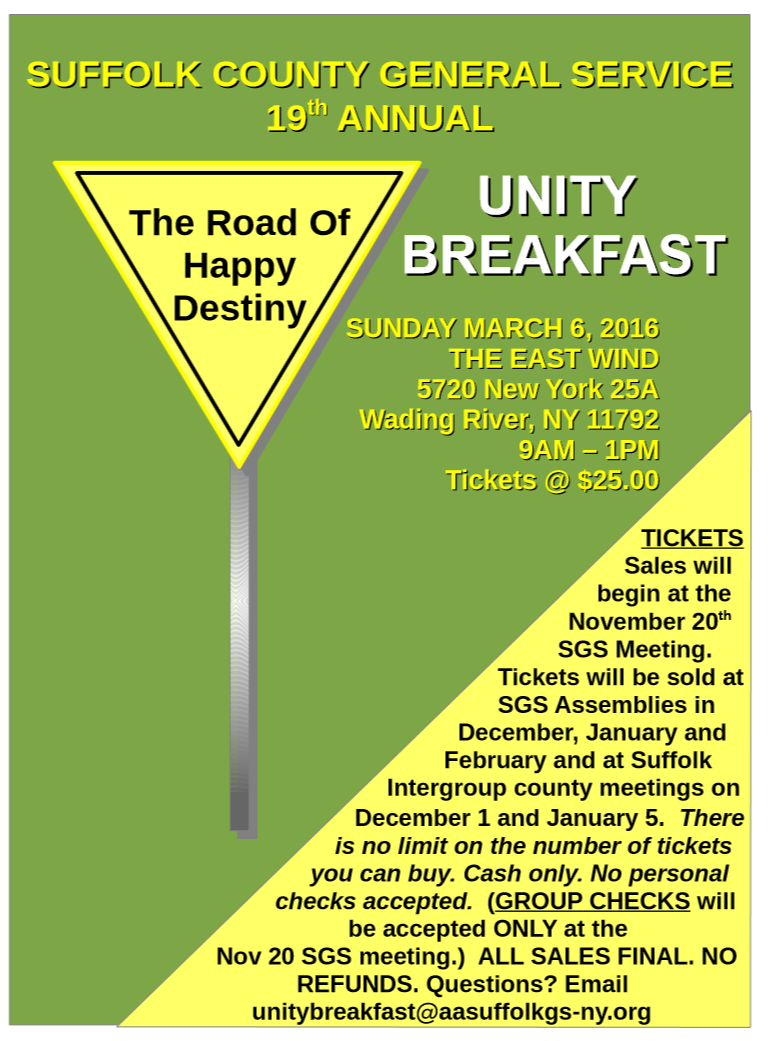 SUFFOLK COUNTY GENERAL SERVICE
19th ANNUAL
The Road Of
Happy
Destiny
UNITY
BREAKFAST
SUNDAY MARCH 6, 2016
THE EAST WIND
5720 New York 25A
Wading River, NY 11792
9AM – 1PM
Tickets @ $25.00
TICKETS
Sales will
begin at the
November 20th
SGS Meeting.
Tickets will be sold at
SGS Assemblies in
December, January and
February and at Suffolk
Intergroup county meetings on
December 1 and January 5. There
is no limit on the number of tickets
you can buy. Cash only. No personal
checks accepted. (GROUP CHECKS will
be accepted ONLY at the
Nov 20 SGS meeting.) ALL SALES FINAL. NO
REFUNDS. Questions? Email
unitybreakfast@aasuffolkgs-ny.org